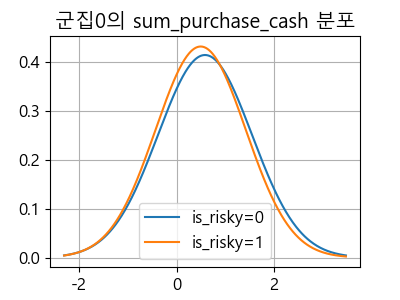 군집0의 sum_purchase_cash 분포
0.4
0.3
0.2
0.1
0.0
is_risky=0
is_risky=1
-2 0 2